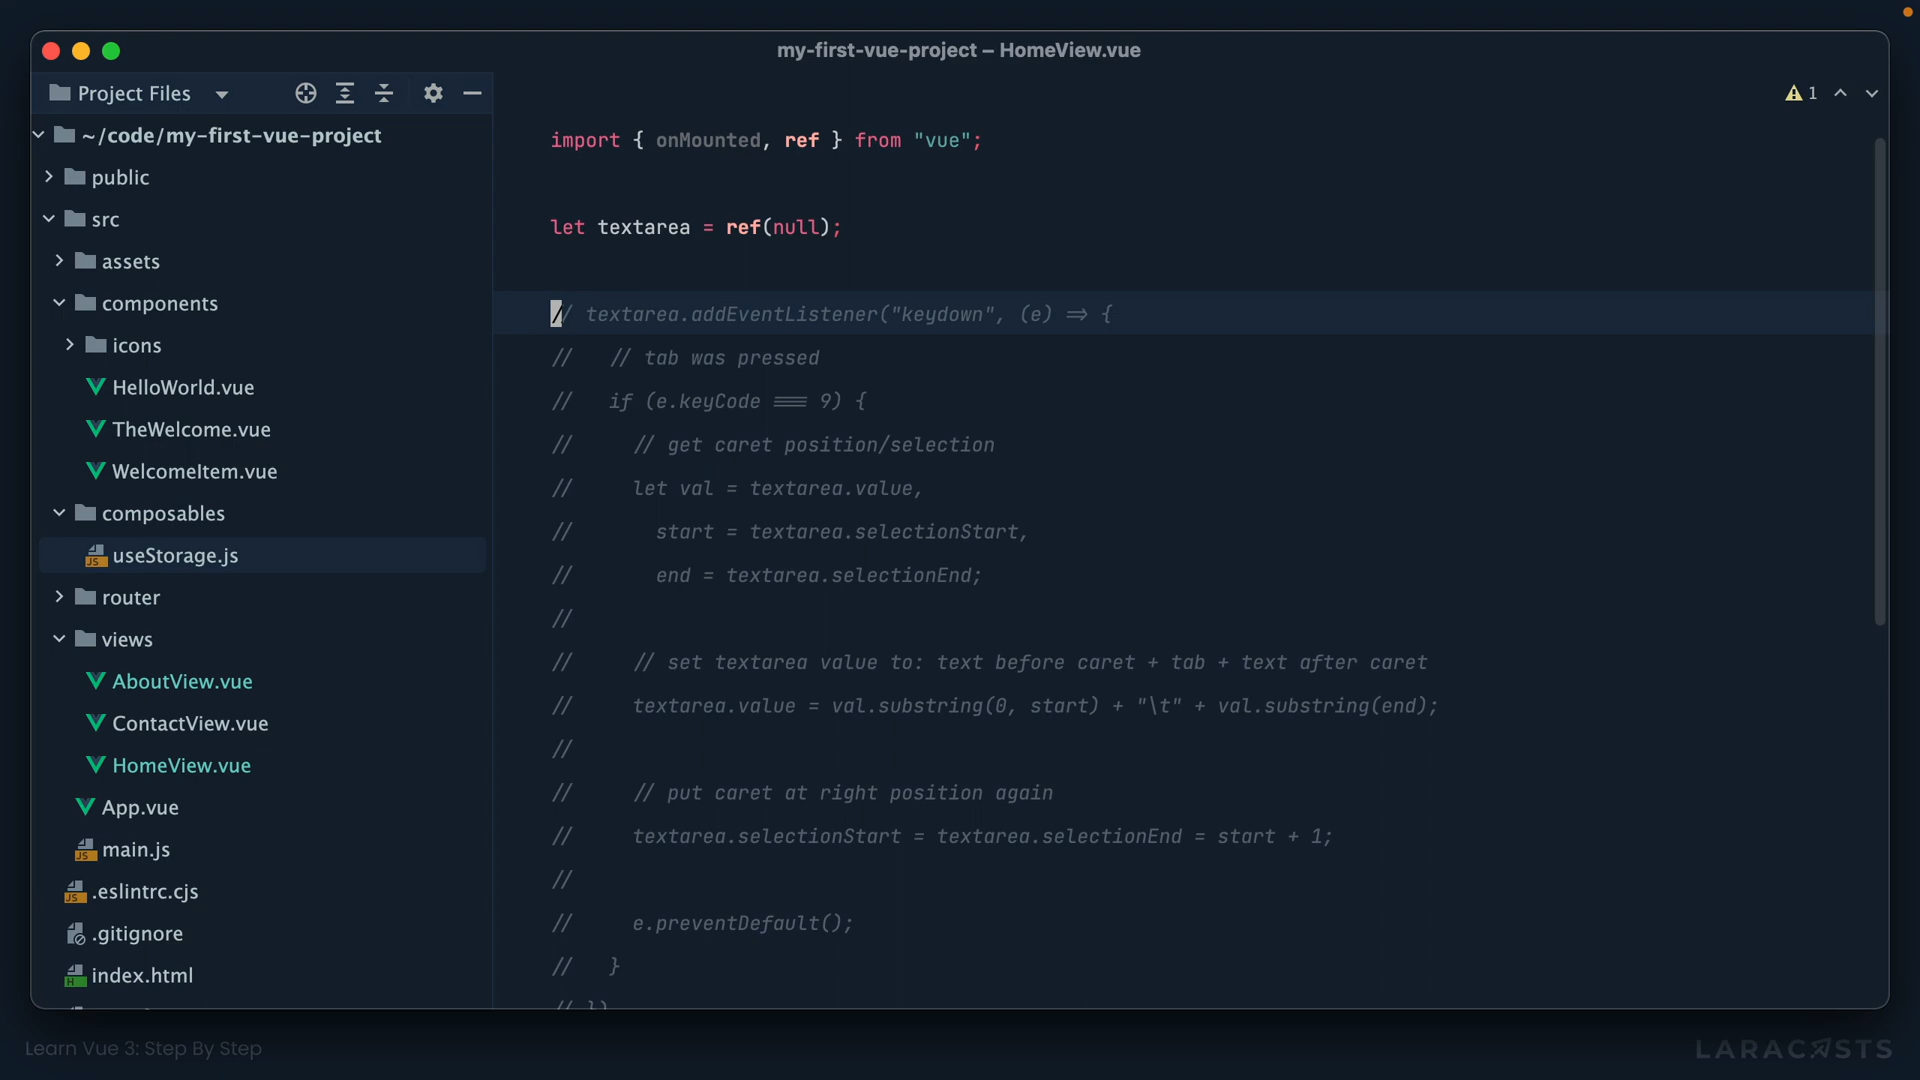 my-first-vue-project – HomeView.vue
Project Files
1
~/code/my-first-vue-project
public
src
assets
components
icons
HelloWorld.vue
TheWelcome.vue
WelcomeItem.vue
composables
useStorage.js
router
views
AboutView.vue
ContactView.vue
HomeView.vue
App.vue
main.js
.eslintrc.cjs
.gitignore
index.html
import { onMounted, ref } from "vue";
let textarea = ref(null);
// textarea.addEventListener("keydown", (e) => {
//   // tab was pressed
//   if (e.keyCode === 9) {
//     // get caret position/selection
//     let val = textarea.value,
//       start = textarea.selectionStart,
//       end = textarea.selectionEnd;
//
//     // set textarea value to: text before caret + tab + text after caret
//     textarea.value = val.substring(0, start) + "\t" + val.substring(end);
//
//     // put caret at right position again
//     textarea.selectionStart = textarea.selectionEnd = start + 1;
//
//     e.preventDefault();
//   }
// })
Learn Vue 3: Step By Step
LARACASTS